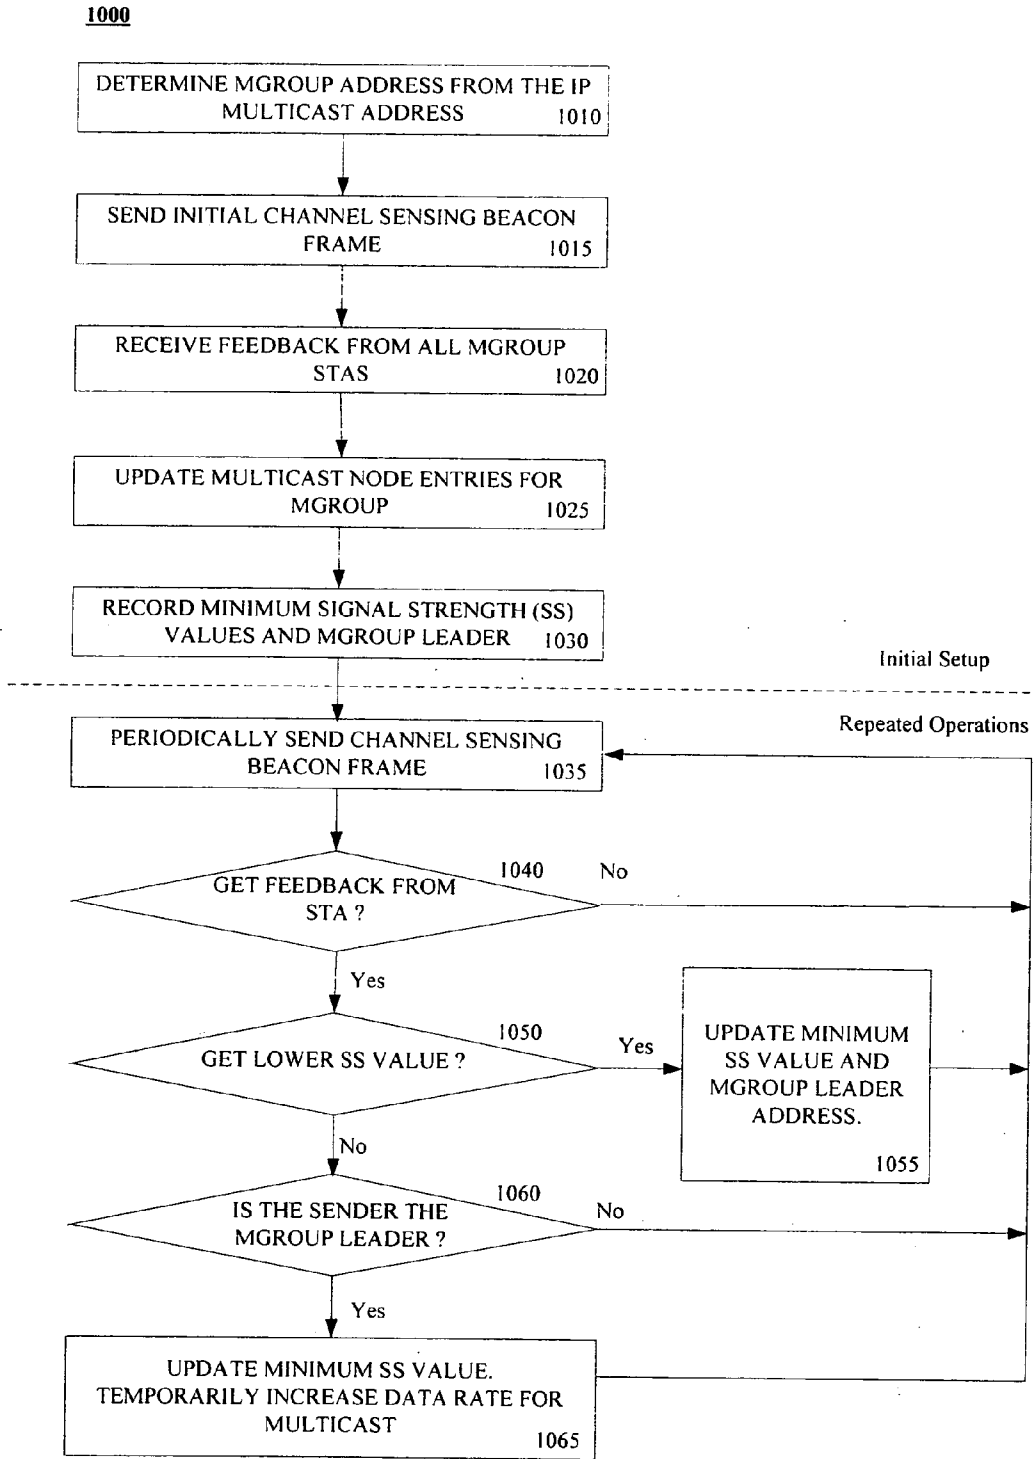 1000
DETERMINE MGROUP ADDRESS FROM THE IP
MULTICAST ADDRESS
1010
SEND INITIAL CHANNEL SENSING BEACON
FRAME
1015
RECEIVE FEEDBACK FROM ALL MGROUP
STAS
1020
UPDATE MULTICAST NODE ENTRIES FOR
MGROUP
1025
RECORD MINIMUM SIGNAL STRENGTH (SS)
VALUES AND MGROUP LEADER
1030
Initial Setup
Repeated Operations
PERIODICALLY SEND CHANNEL SENSING
BEACON FRAME
1035
GET FEEDBACK FROM
STA ?
1040
No
Yes
GET LOWER SS VALUE ?
1050
Yes
UPDATE MINIMUM
SS VALUE AND
MGROUP LEADER
ADDRESS.
1055
No
IS THE SENDER THE
MGROUP LEADER ?
1060
No
Yes
UPDATE MINIMUM SS VALUE.
TEMPORARILY INCREASE DATA RATE FOR
MULTICAST
1065